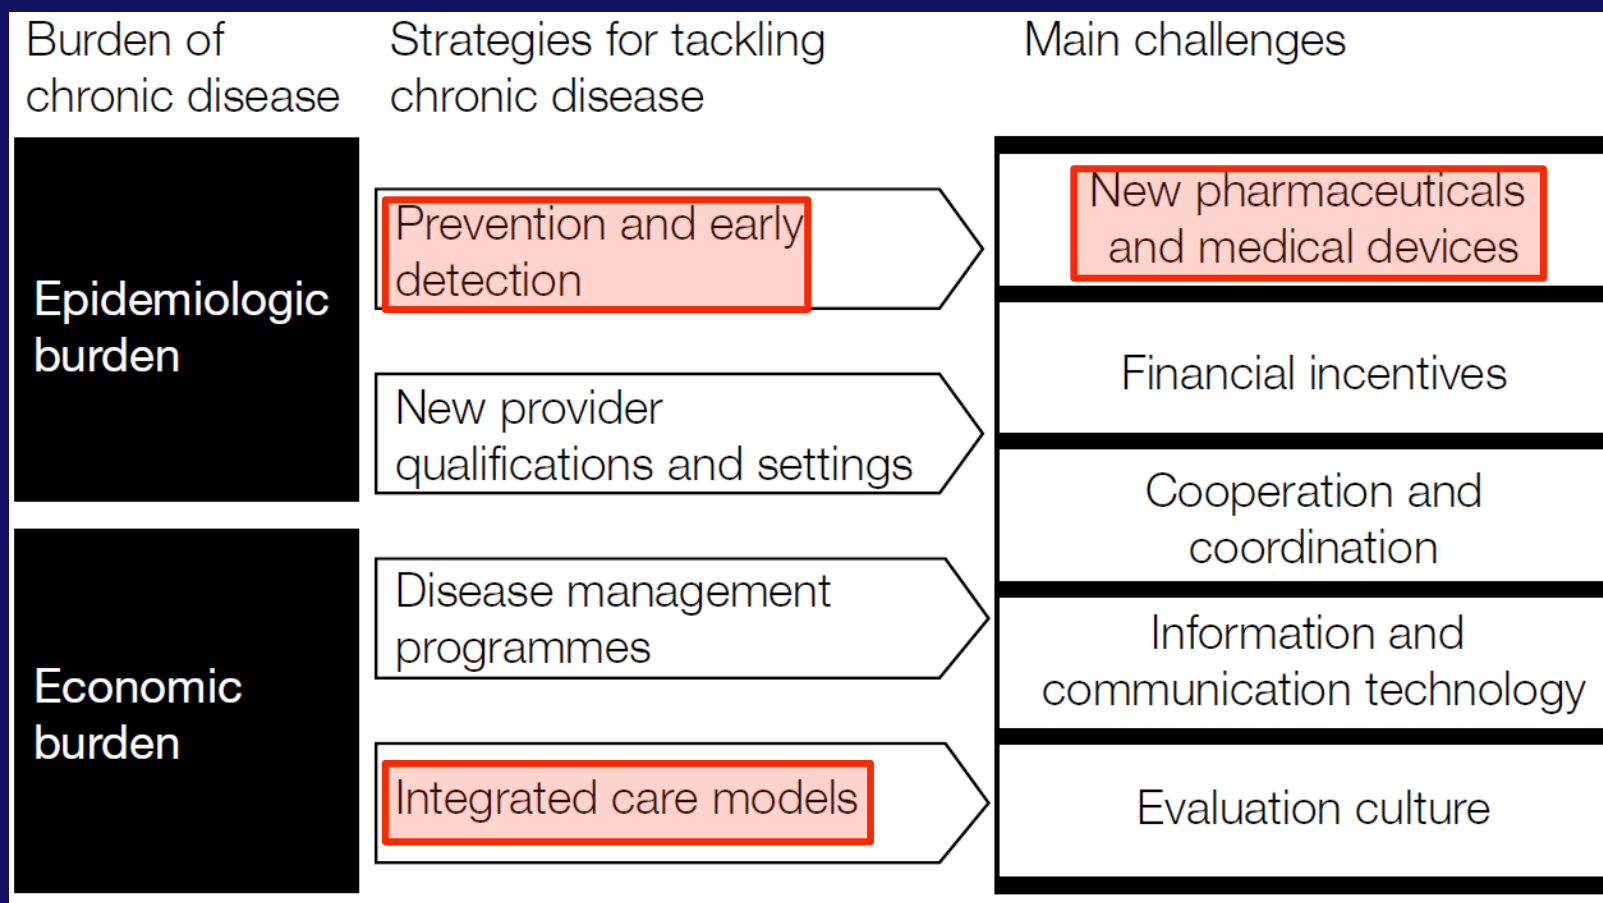 Burden of
chronic disease
Strategies for tackling
chronic disease
Main challenges
Epidemiologic
burden
Economic
burden
Prevention and early
detection
New provider
qualifications and settings
Disease management
programmes
Integrated care models
New pharmaceuticals
and medical devices
Financial incentives
Cooperation and
coordination
Information and
communication technology
Evaluation culture